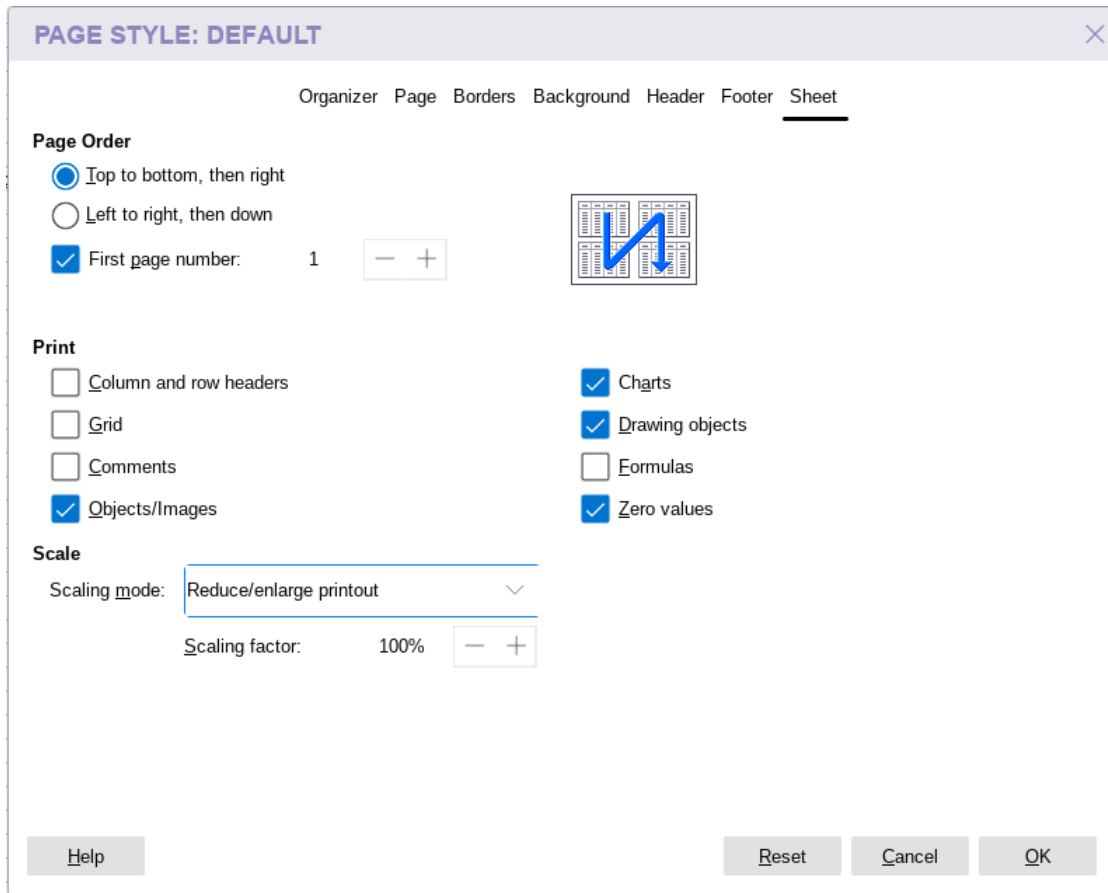 PAGE STYLE: DEFAULT
Organizer Page Borders Background Header Footer Sheet
Page Order
Top to bottom, then right
Left to right, then down
First page number: 1
Print
Column and row headers
Charts
Grid
Drawing objects
Comments
Formulas
Objects/Images
Zero values
Scale
Scaling mode: Reduce/enlarge printout
Scaling factor: 100%
Help Reset Cancel OK